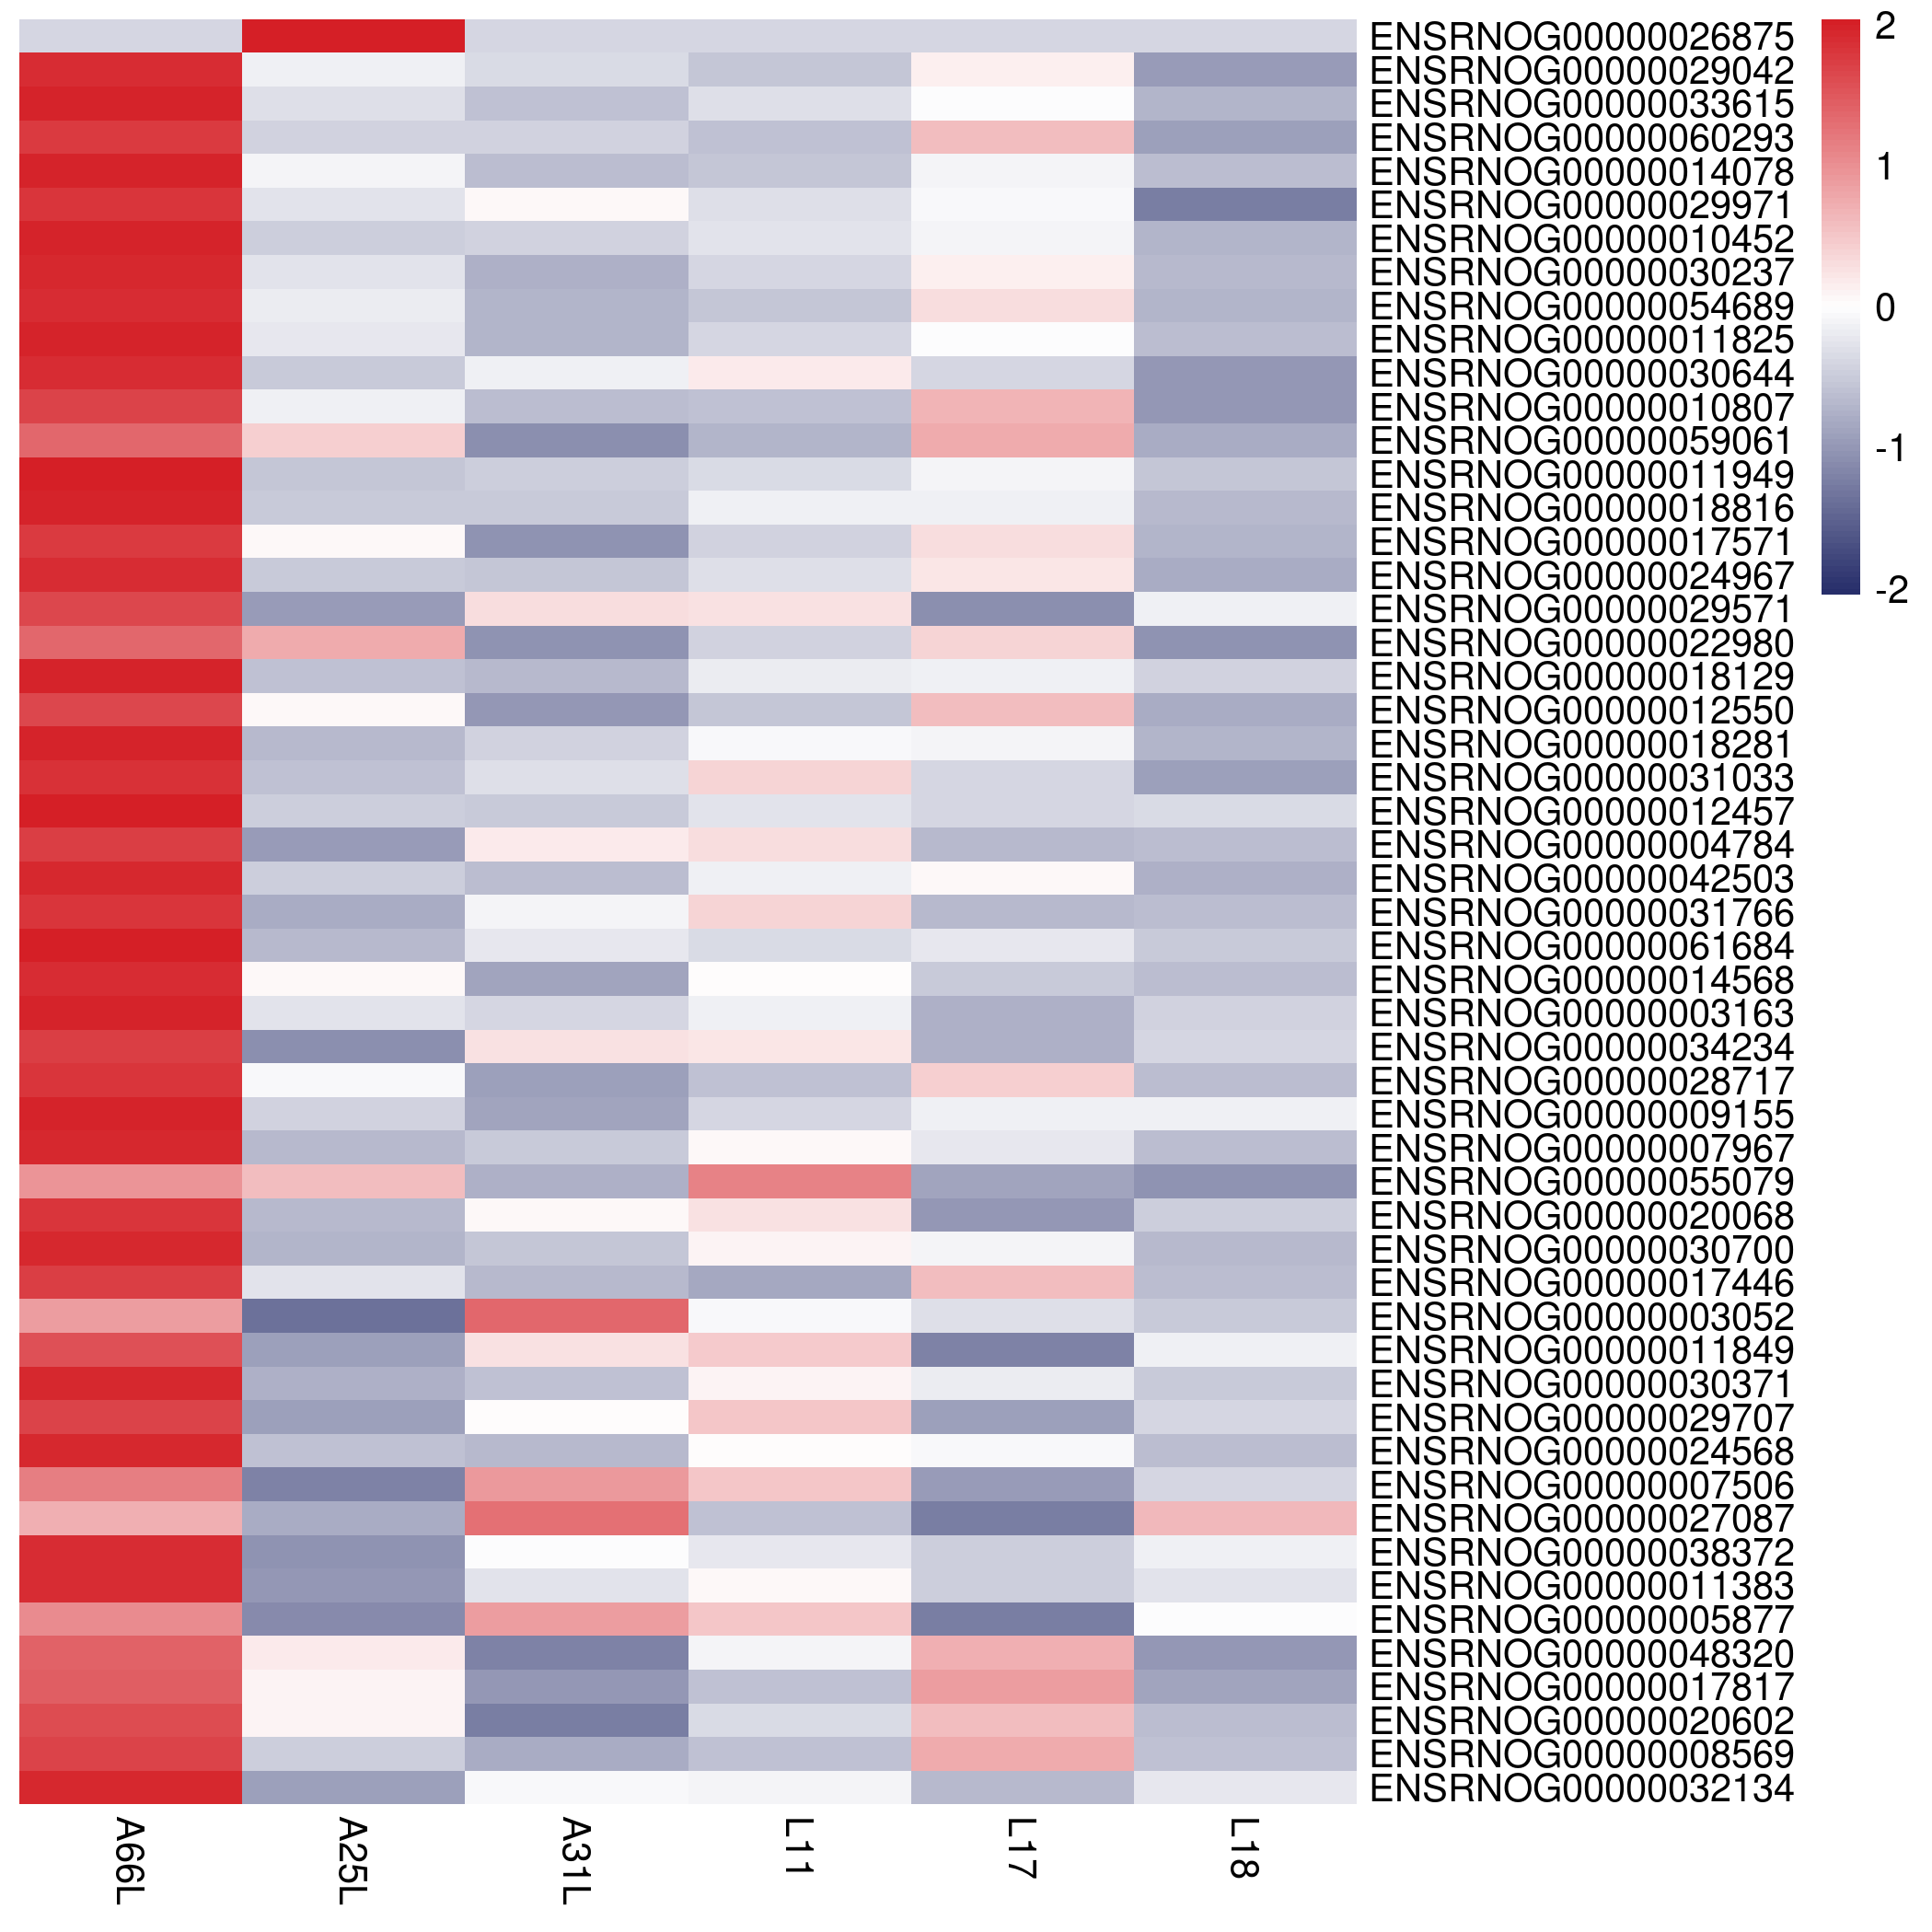 ENSRNOG00000026875
ENSRNOG00000029042
ENSRNOG00000033615
ENSRNOG00000060293
ENSRNOG00000014078
ENSRNOG00000029971
ENSRNOG00000010452
ENSRNOG00000030237
ENSRNOG00000054689
ENSRNOG00000011825
ENSRNOG00000030644
ENSRNOG00000010807
ENSRNOG00000059061
ENSRNOG00000011949
ENSRNOG00000018816
ENSRNOG00000017571
ENSRNOG00000024967
ENSRNOG00000029571
ENSRNOG00000022980
ENSRNOG00000018129
ENSRNOG00000012550
ENSRNOG00000018281
ENSRNOG00000031033
ENSRNOG00000012457
ENSRNOG00000004784
ENSRNOG00000042503
ENSRNOG00000031766
ENSRNOG00000061684
ENSRNOG00000014568
ENSRNOG00000003163
ENSRNOG00000034234
ENSRNOG00000028717
ENSRNOG00000009155
ENSRNOG00000007967
ENSRNOG00000055079
ENSRNOG00000020068
ENSRNOG00000030700
ENSRNOG00000017446
ENSRNOG00000003052
ENSRNOG00000011849
ENSRNOG00000030371
ENSRNOG00000029707
ENSRNOG00000024568
ENSRNOG00000007506
ENSRNOG00000027087
ENSRNOG00000038372
ENSRNOG00000011383
ENSRNOG00000005877
ENSRNOG00000048320
ENSRNOG00000017817
ENSRNOG00000020602
ENSRNOG00000008569
ENSRNOG00000032134
2
1
0
-1
-2
A66L
A25L
A31L
L11
L17
L18